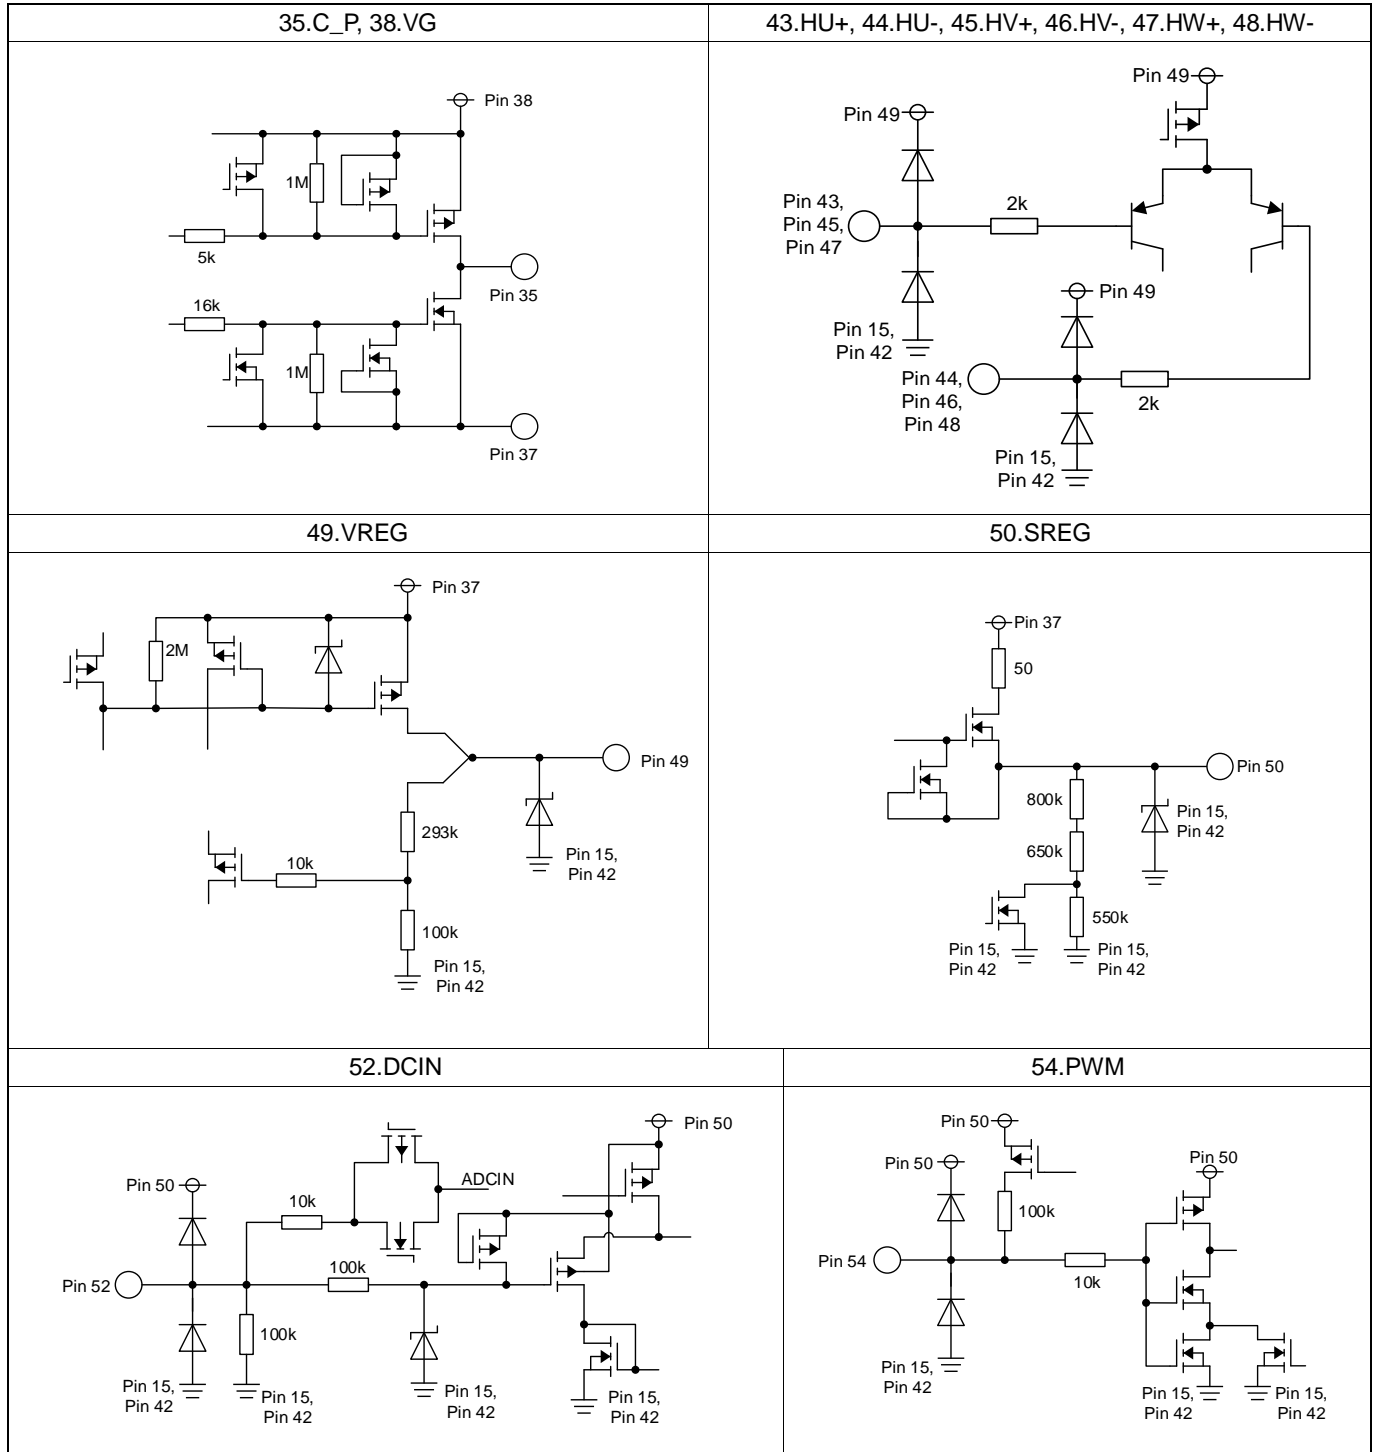 35.C_P, 38.VG
43.HU+, 44.HU-, 45.HV+, 46.HV-, 47.HW+, 48.HW-
Pin 38
1M
5k
Pin 35
16k
1M
Pin 37
Pin 49
Pin 49
Pin 43,
Pin 45,
Pin 47
2k
Pin 15,
Pin 42
Pin 49
Pin 44,
Pin 46,
Pin 48
2k
Pin 15,
Pin 42
49.VREG
50.SREG
Pin 37
2M
Pin 49
293k
Pin 15,
Pin 42
10k
100k
Pin 15,
Pin 42
Pin 37
50
Pin 50
800k
Pin 15,
Pin 42
650k
550k
Pin 15,
Pin 42
Pin 15,
Pin 42
52.DCIN
54.PWM
Pin 50
ADCIN
Pin 50
10k
100k
Pin 52
100k
Pin 15,
Pin 42
Pin 15,
Pin 42
Pin 15,
Pin 42
Pin 15,
Pin 42
Pin 50
Pin 50
Pin 50
100k
Pin 54
10k
Pin 15,
Pin 42
Pin 15,
Pin 42
Pin 15,
Pin 42